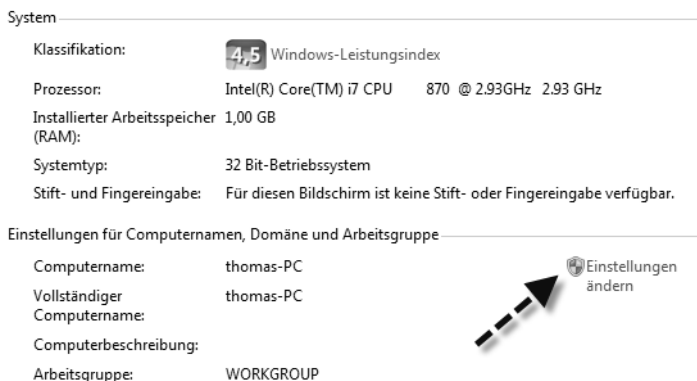 System
Klassifikation: 4,5 Windows-Leistungsindex
Prozessor: Intel(R) Core(TM) i7 CPU 870 @ 2.93GHz 2.93 GHz
Installierter Arbeitsspeicher 1,00 GB
(RAM):
Systemtyp: 32 Bit-Betriebssystem
Stift- und Fingereingabe: Für diesen Bildschirm ist keine Stift- oder Fingereingabe verfügbar.
Einstellungen für Computernamen, Domäne und Arbeitsgruppe
Computername: thomas-PC Einstellungen
ändern
Vollständiger thomas-PC
Computername:
Computerbeschreibung:
Arbeitsgruppe: WORKGROUP